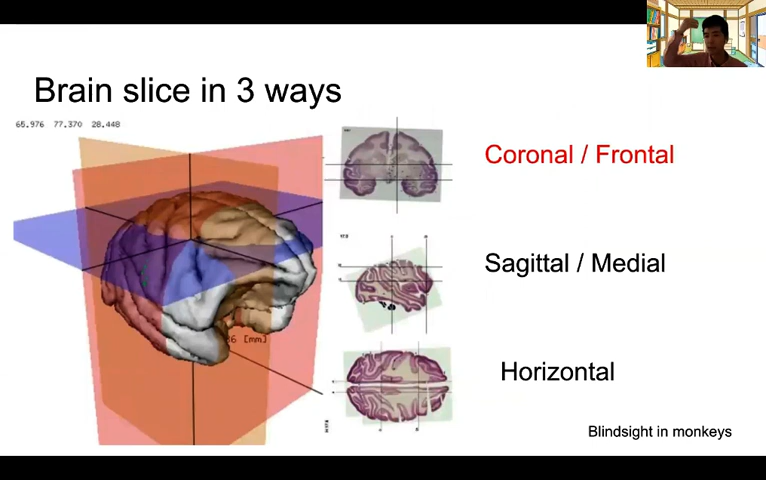 Brain slice in 3 ways
65.976 77.370 28.448
Coronal / Frontal
Sagittal / Medial
[mm]
Horizontal
Blindsight in monkeys